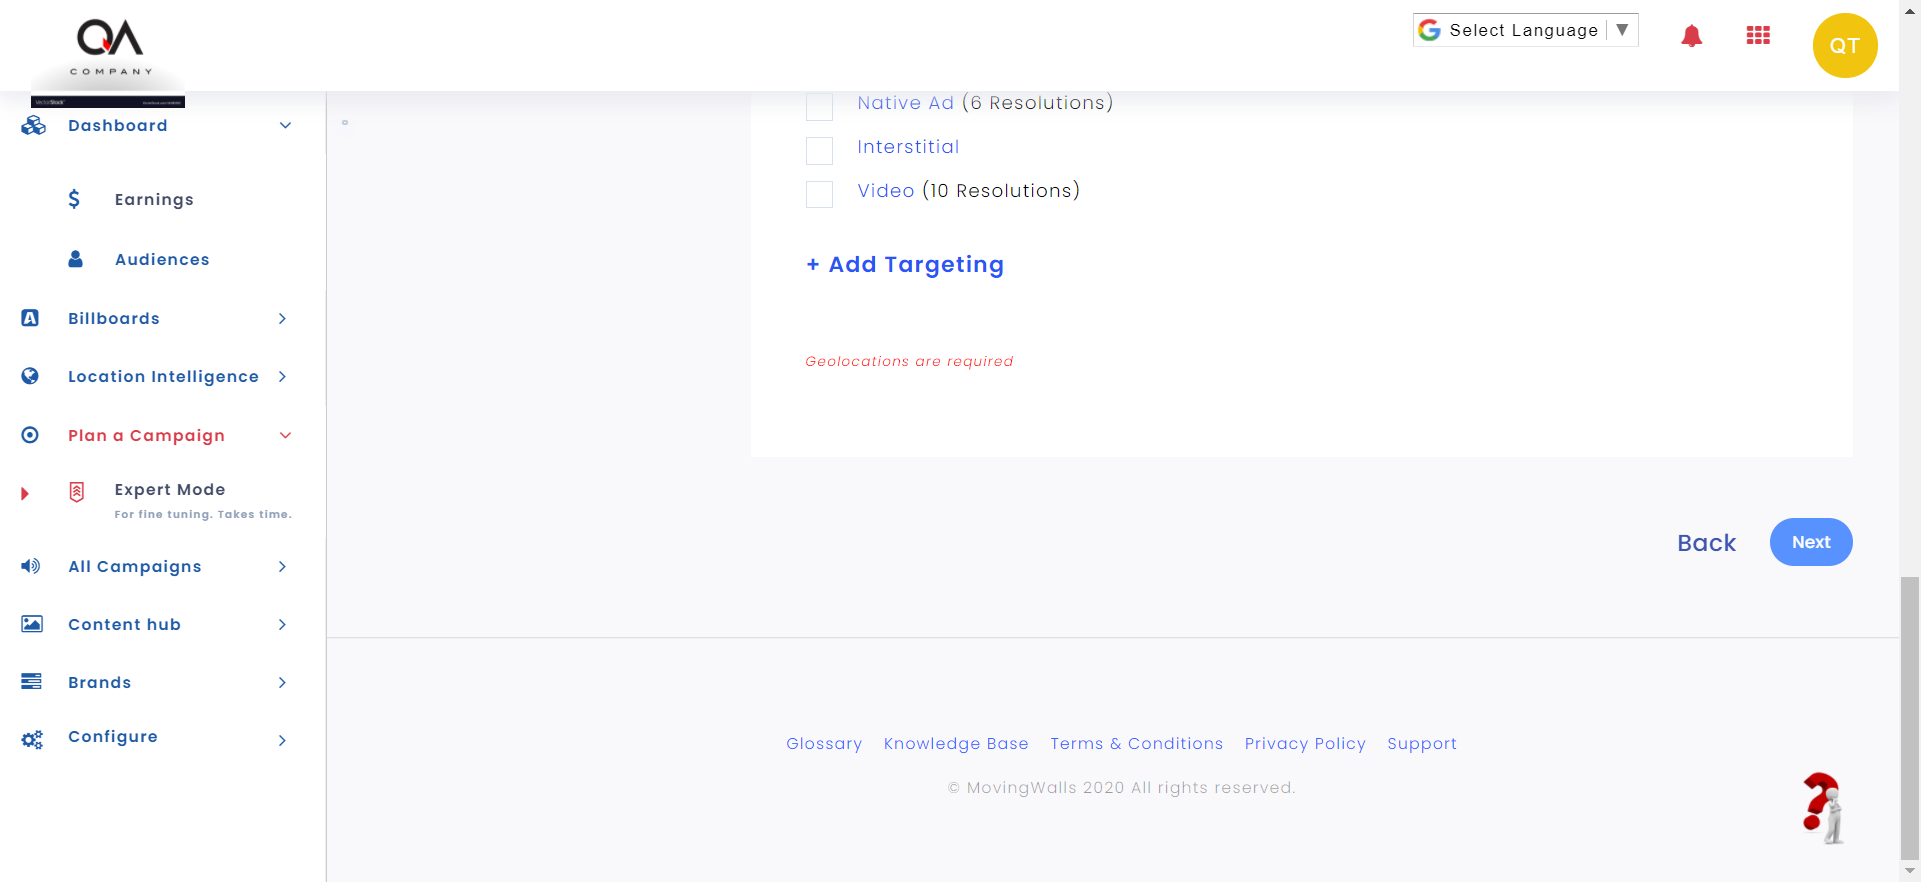 QA
COMPANY
Select Language ▼
QT
Dashboard
Earnings
Audiences
Billboards
Location Intelligence
Plan a Campaign
Expert Mode
For fine tuning. Takes time.
All Campaigns
Content hub
Brands
Configure
Native Ad (6 Resolutions)
Interstitial
Video (10 Resolutions)
+ Add Targeting
Geolocations are required
Back
Next
Glossary Knowledge Base Terms & Conditions Privacy Policy Support
© MovingWalls 2020 All rights reserved.